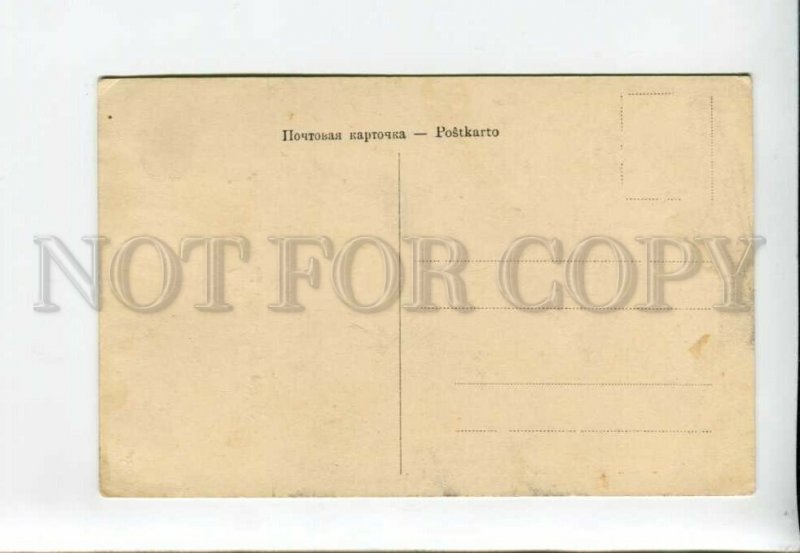 Почтовая карточка — Poŝtkarto
NOT FOR COPY